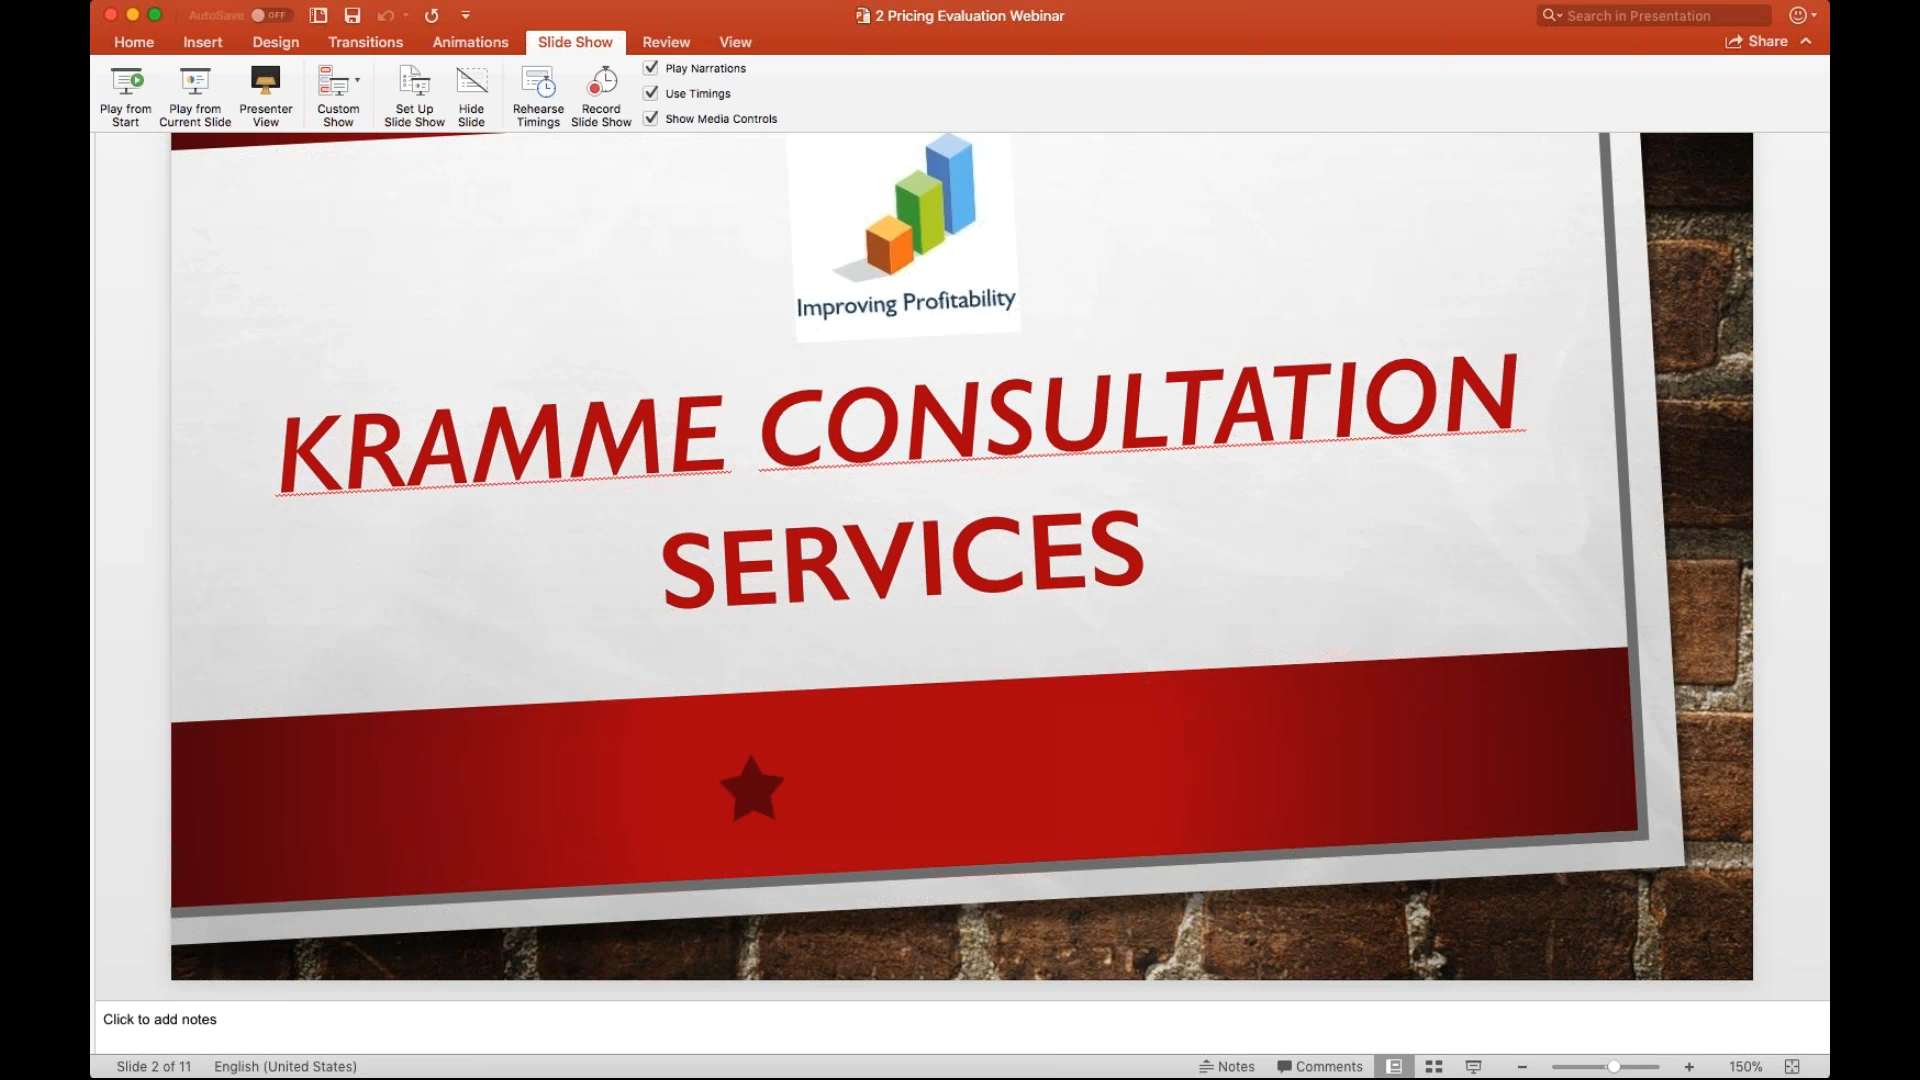 AutoSave OFF
2 Pricing Evaluation Webinar
Search in Presentation
Home Insert Design Transitions Animations Slide Show Review View
Share
Play from Start
Play from Current Slide
Presenter View
Custom Show
Set Up Slide Show
Hide Slide
Rehearse Timings
Record Slide Show
Play Narrations
Use Timings
Show Media Controls
Improving Profitability
KRAMME CONSULTATION
SERVICES
Click to add notes
Slide 2 of 11 English (United States) Notes Comments 150%